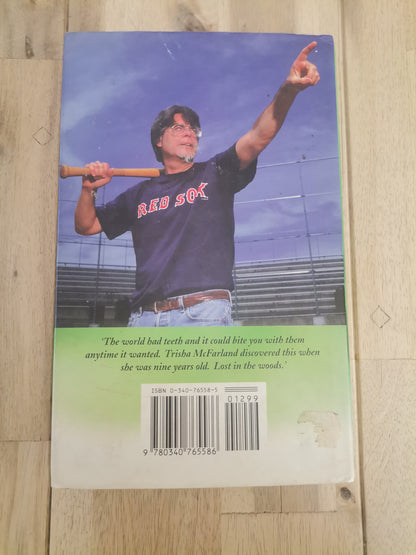 RED SOX
'The world had teeth and it could bite you with them
anytime it wanted. Trisha McFarland discovered this when
she was nine years old. Lost in the woods.'
ISBN 0-340-76558-5
01299
9 780340 765586